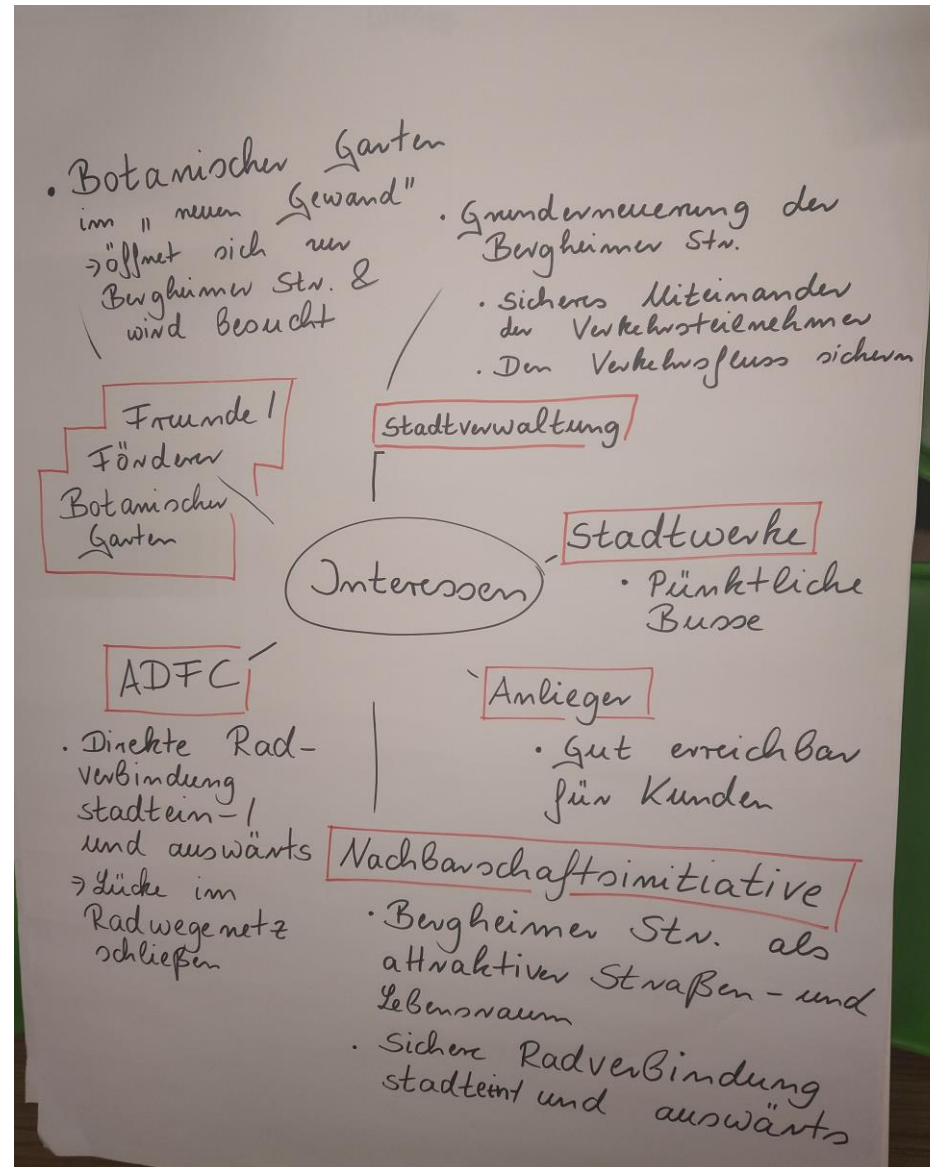 · Botanischer Garten
im „neuen Gewand"
→ öffnet sich zur
Bergheimer Str. &
wird besucht
Freunde /
Förderer
Botanischer
Garten
· Grunderneuerung der
Bergheimer Str.
· Sicheres Miteinander
der Verkehrsteilnehmer
· Den Verkehrsfluss sichern
Stadtverwaltung
Stadtwerke
· Pünktliche
Busse
Interessen
ADFC
· Direkte Rad-
verbindung
stadtein-/
und auswärts
→ Lücke im
Radwegenetz
schließen
Anlieger
· Gut erreichbar
für Kunden
Nachbarschaftsinitiative
· Bergheimer Str. als
attraktiver Straßen- und
Lebensraum
· Sichere Radverbindung
stadtein- und auswärts